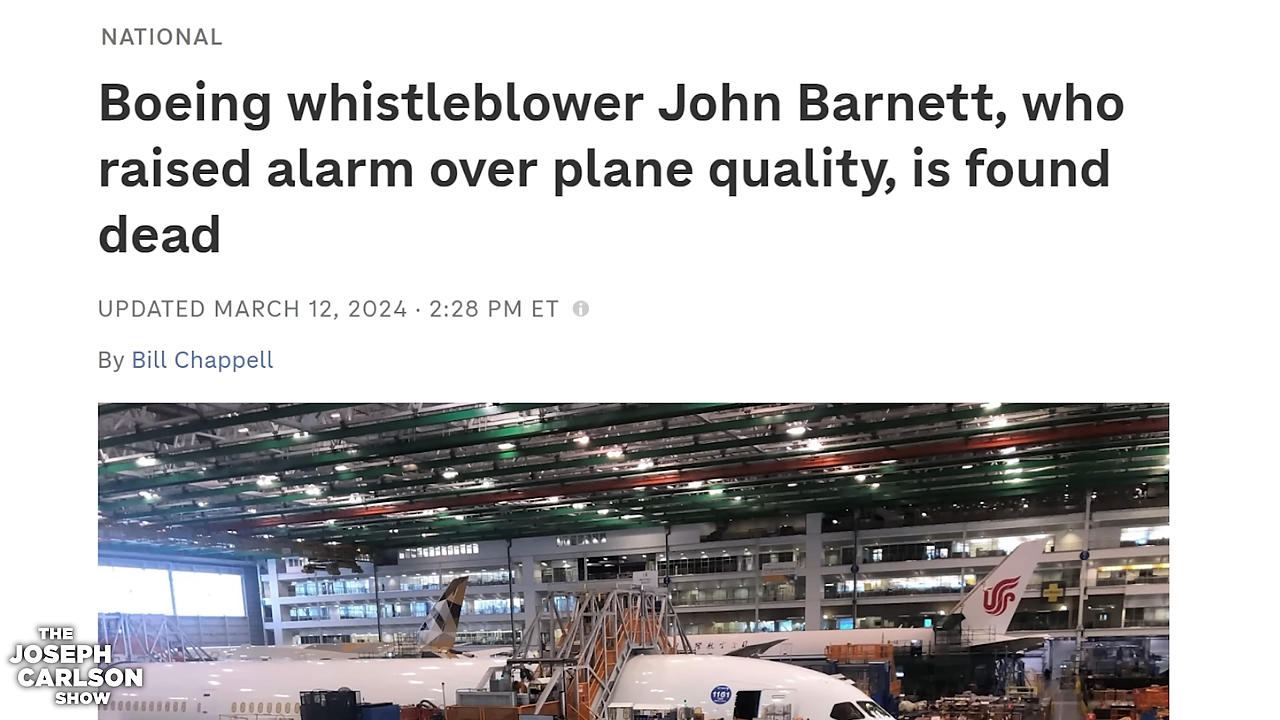 NATIONAL
Boeing whistleblower John Barnett, who
raised alarm over plane quality, is found
dead
UPDATED MARCH 12, 2024 · 2:28 PM ET
By Bill Chappell
1161
THE
JOSEPH
CARLSON
SHOW